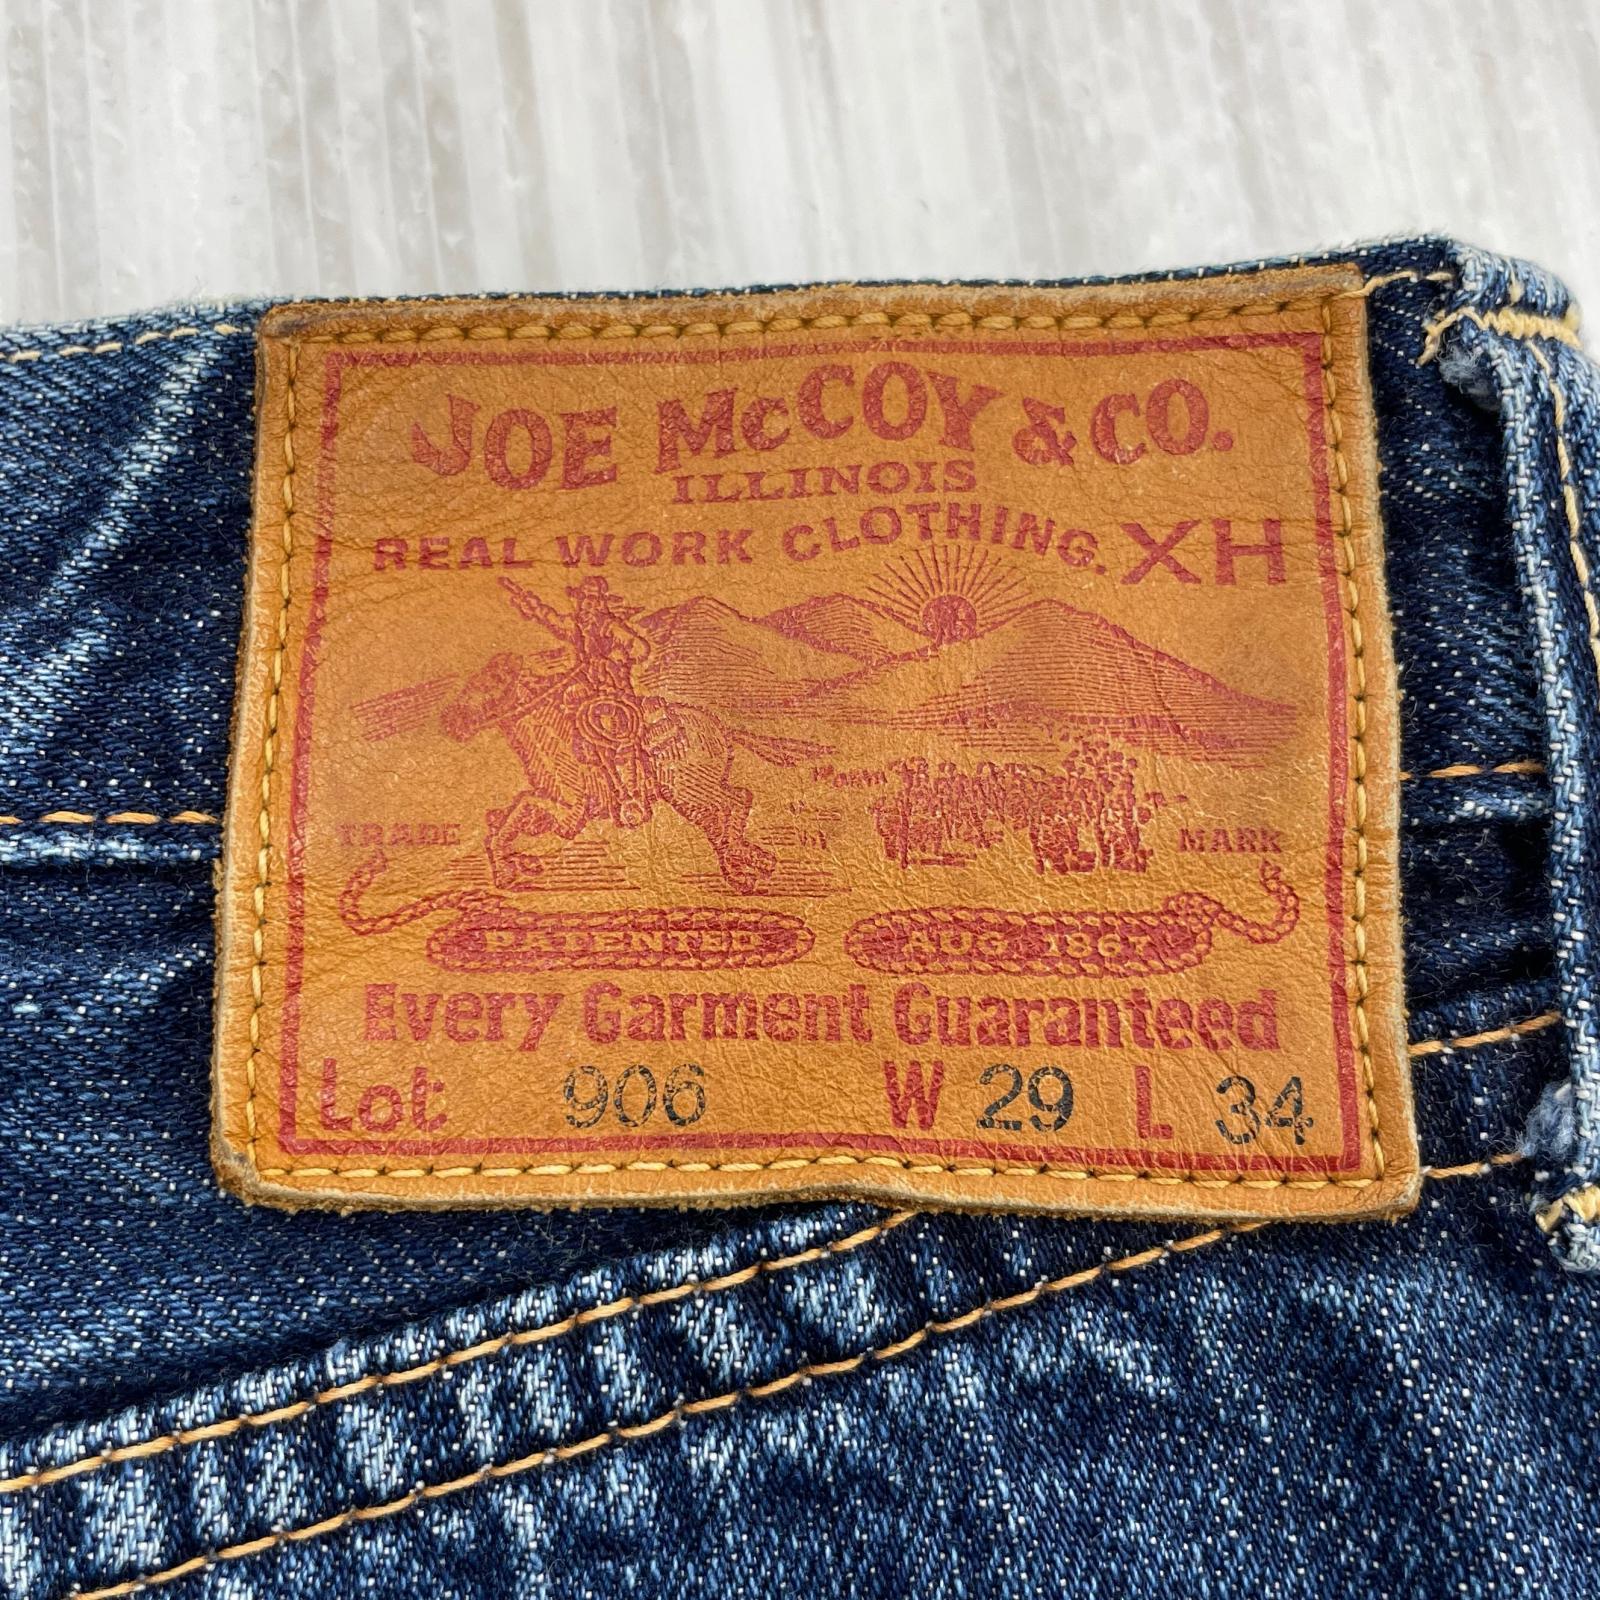 JOE McCOY & CO.
ILLINOIS
REAL WORK CLOTHING. XH
TRADE MARK
PATENTED AUG 1867
Every Garment Guaranteed
Lot 906 W 29 L 34